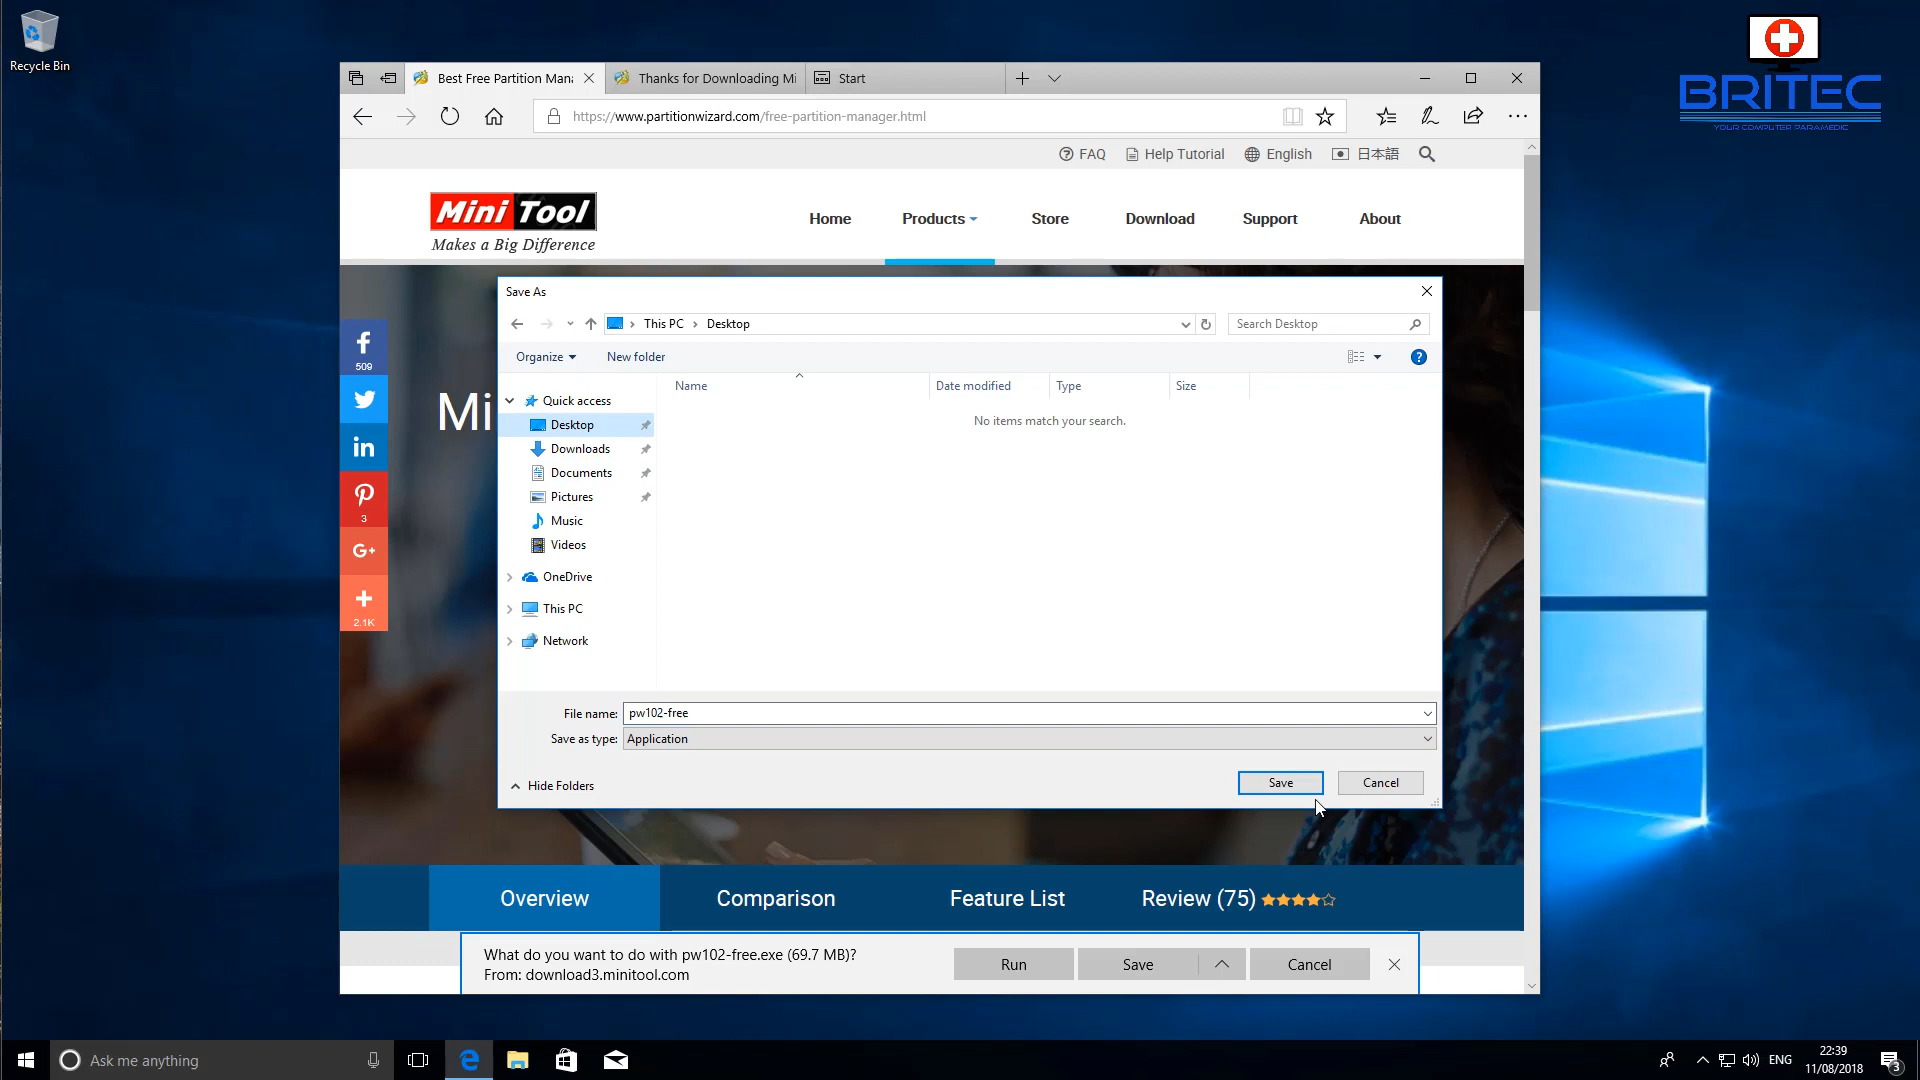 Recycle Bin
BRITEC
YOUR COMPUTER PARAMEDIC
Best Free Partition Mana
Thanks for Downloading Mi
Start
https://www.partitionwizard.com/free-partition-manager.html
FAQ
Help Tutorial
English
日本語
Mini Tool
Makes a Big Difference
Home
Products
Store
Download
Support
About
509
3
G+
2.1K
Mi
Save As
This PC
Desktop
Search Desktop
Organize
New folder
Name
Date modified
Type
Size
No items match your search.
Quick access
Desktop
Downloads
Documents
Pictures
Music
Videos
OneDrive
This PC
Network
File name: pw102-free
Save as type: Application
Hide Folders
Save
Cancel
Overview
Comparison
Feature List
Review (75)
What do you want to do with pw102-free.exe (69.7 MB)?
From: download3.minitool.com
Run
Save
Cancel
Ask me anything
ENG
22:39
11/08/2018
3